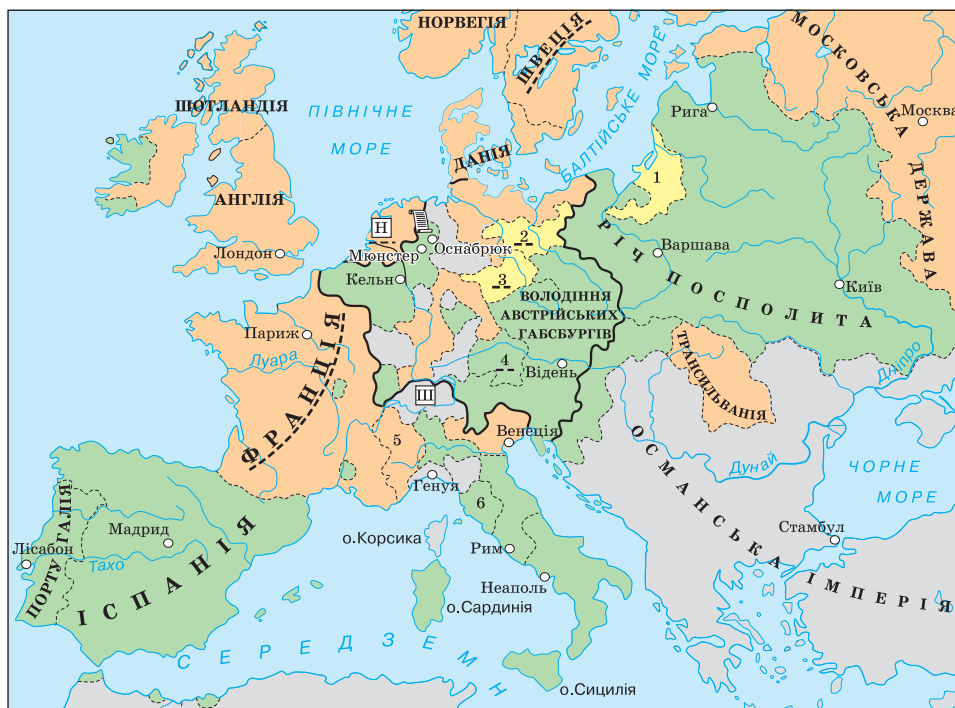 НОРВЕГІЯ
ШВЕЦІЯ
МОСКОВСЬКА ДЕРЖАВА
ШОТЛАНДІЯ
ПІВНІЧНЕ
МОРЕ
БАЛТІЙСЬКЕ МОРЕ
Рига
Москва
ДАНІЯ
1
АНГЛІЯ
Н
Оснабрюк
2
Мюнстер
Лондон
Варшава
РІЧ ПОСПОЛИТА
Кельн
3
Київ
ВОЛОДІННЯ
АВСТРІЙСЬКИХ
ГАБСБУРГІВ
Париж
ФРАНЦІЯ
Луара
4
Відень
ТРАНСИЛЬВАНІЯ
Дніпро
Ш
5
Венеція
ОСМАНСЬКА ІМПЕРІЯ
Дунай
ЧОРНЕ
МОРЕ
Генуя
6
ПОРТУГАЛІЯ
Мадрид
о.Корсика
Стамбул
Лісабон
Тахо
ІСПАНІЯ
Рим
Неаполь
о.Сардинія
СЕРЕДЗЕМН
о.Сицилія